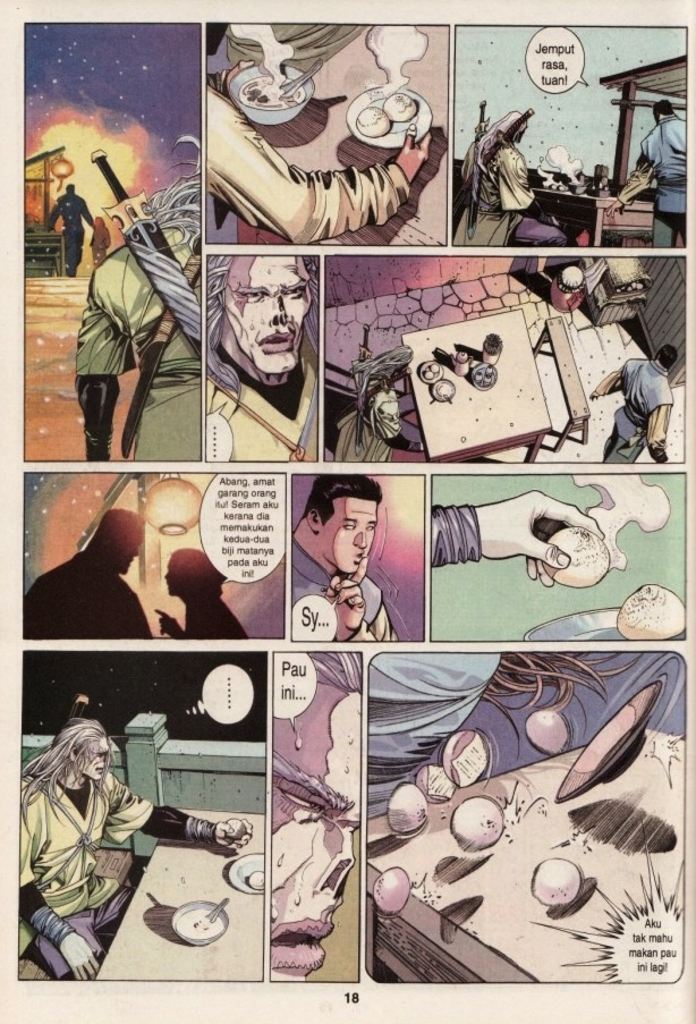 Jemput
rasa,
tuan!
......
Abang, amat
garang orang
itu! Seram aku
kerana dia
memakukan
kedua-dua
biji matanya
pada aku
ini!
Sy...
......
Pau
ini...
Aku
tak mahu
makan pau
ini lagi!
18